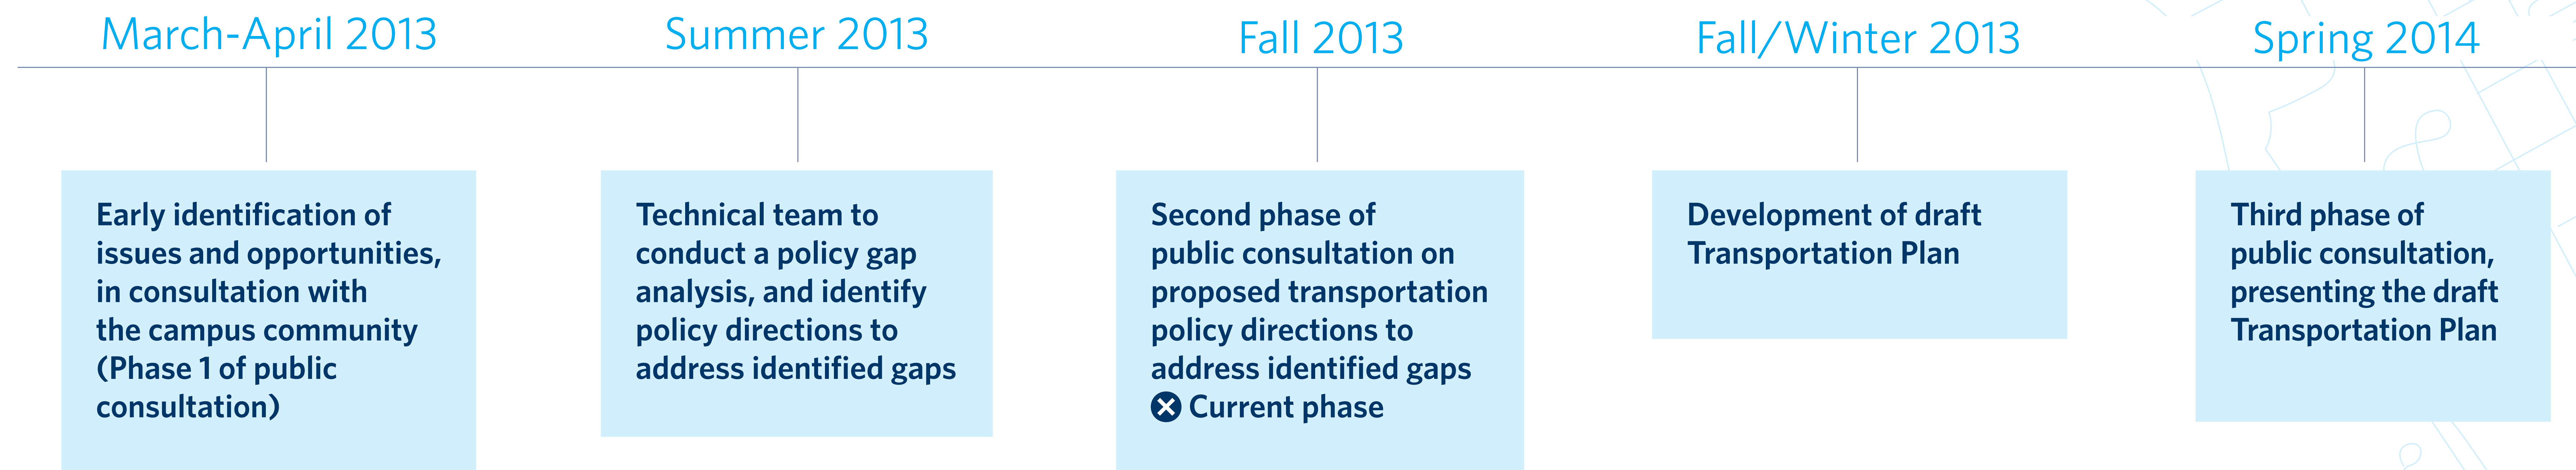 March-April 2013
Summer 2013
Fall 2013
Fall/Winter 2013
Spring 2014
Early identification of
issues and opportunities,
in consultation with
the campus community
(Phase 1 of public
consultation)
Technical team to
conduct a policy gap
analysis, and identify
policy directions to
address identified gaps
Second phase of
public consultation on
proposed transportation
policy directions to
address identified gaps
Current phase
Development of draft
Transportation Plan
Third phase of
public consultation,
presenting the draft
Transportation Plan